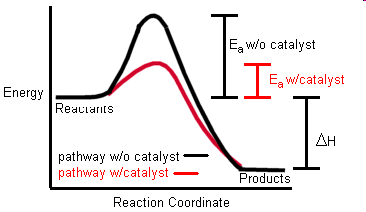 Ea w/o catalyst
Ea w/catalyst
Energy
Reactants
ΔH
pathway w/o catalyst
pathway w/catalyst
Products
Reaction Coordinate